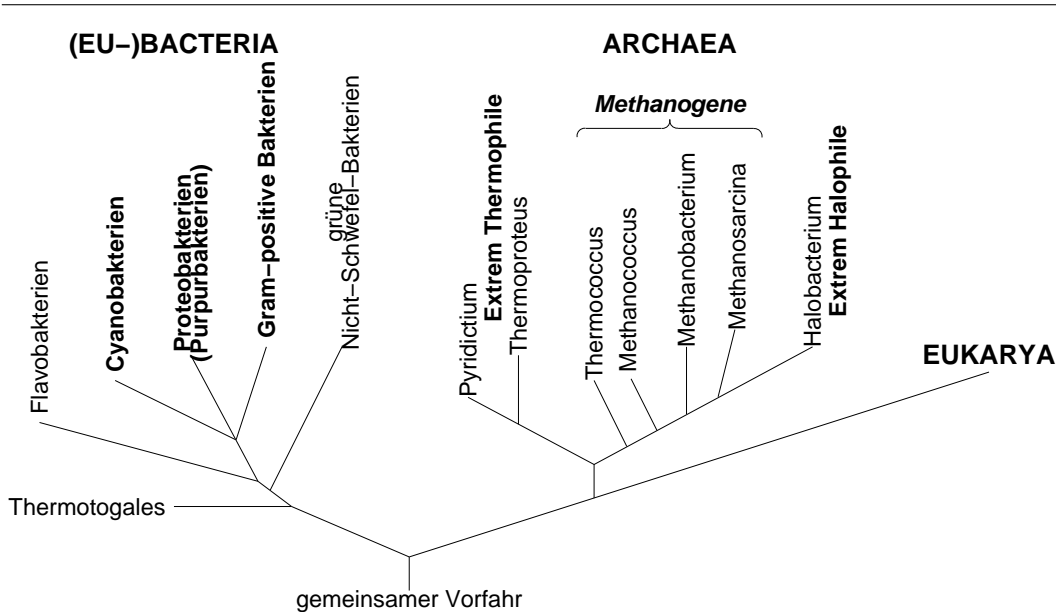 (EU–)BACTERIA
ARCHAEA
Flavobakterien
Cyanobakterien
Proteobakterien
(Purpurbakterien)
Gram–positive Bakterien
grüne
Nicht–Schwefel–Bakterien
Pyridictium
Extrem Thermophile
Thermoproteus
Methanogene
Thermococcus
Methanococcus
Methanobacterium
Methanosarcina
Halobacterium
Extrem Halophile
EUKARYA
Thermotogales
gemeinsamer Vorfahr